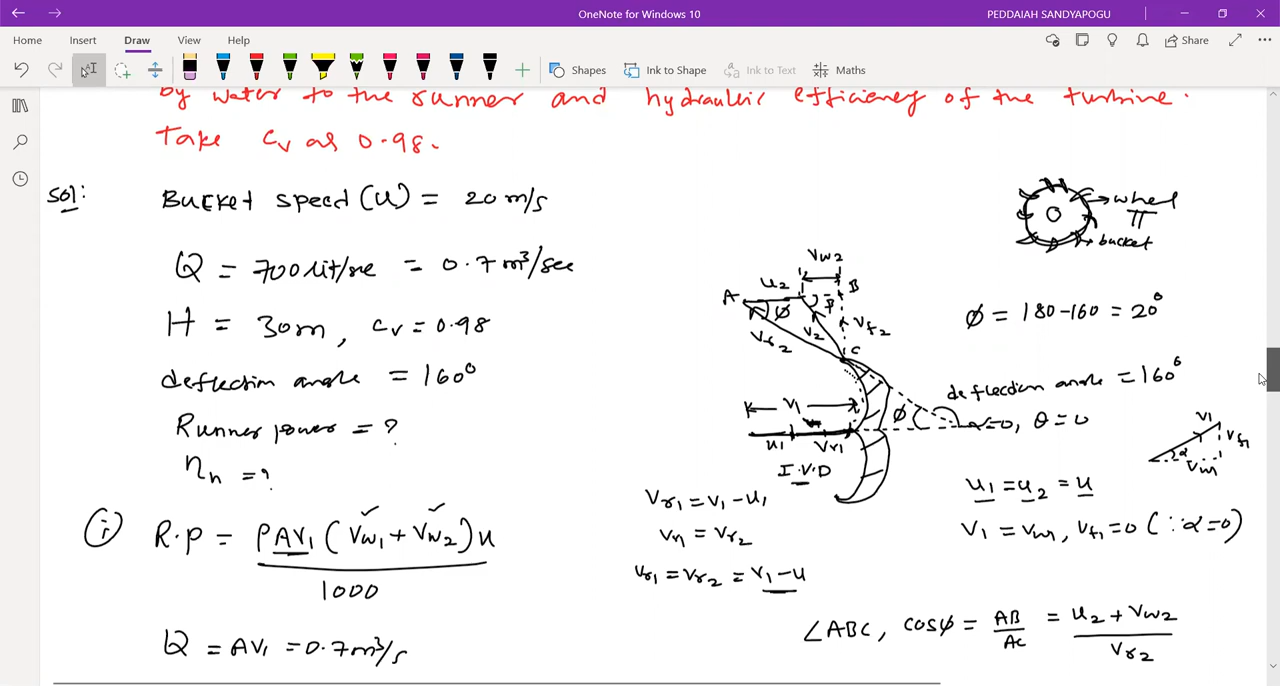 OneNote for Windows 10
PEDDAIAH SANDYAPOGU
Home Insert Draw View Help
Share
Shapes Ink to Shape Ink to Text Maths
by water to the runner and hydraulic efficiency of the turbine.
Take Cv as 0.98.
Sol:
Bucket speed (u) = 20 m/s
Q = 700 lit/sec = 0.7 m³/sec
H = 30m, Cv = 0.98
deflection angle = 160°
Runner power = ?
ηh = ?
(i) R.P = ρAV1 (Vw1 + Vw2) u
1000
Q = AV1 = 0.7 m³/s
wheel
bucket
Vw2
A u2 B
ϕ β
Vr2 V2 Vf2
C
V1
ϕ
u1 Vr1
I.V.D
ϕ = 180 - 160 = 20°
deflection angle = 160°
α=0, θ=0
V1
α Vf1
Vw1
Vr1 = V1 - u1
Vr1 = Vr2
Vr1 = Vr2 = V1 - u
u1 = u2 = u
V1 = Vw1, Vf1 = 0 (∵ α=0)
∠ABC, cosϕ = AB/AC = u2 + Vw2/Vr2